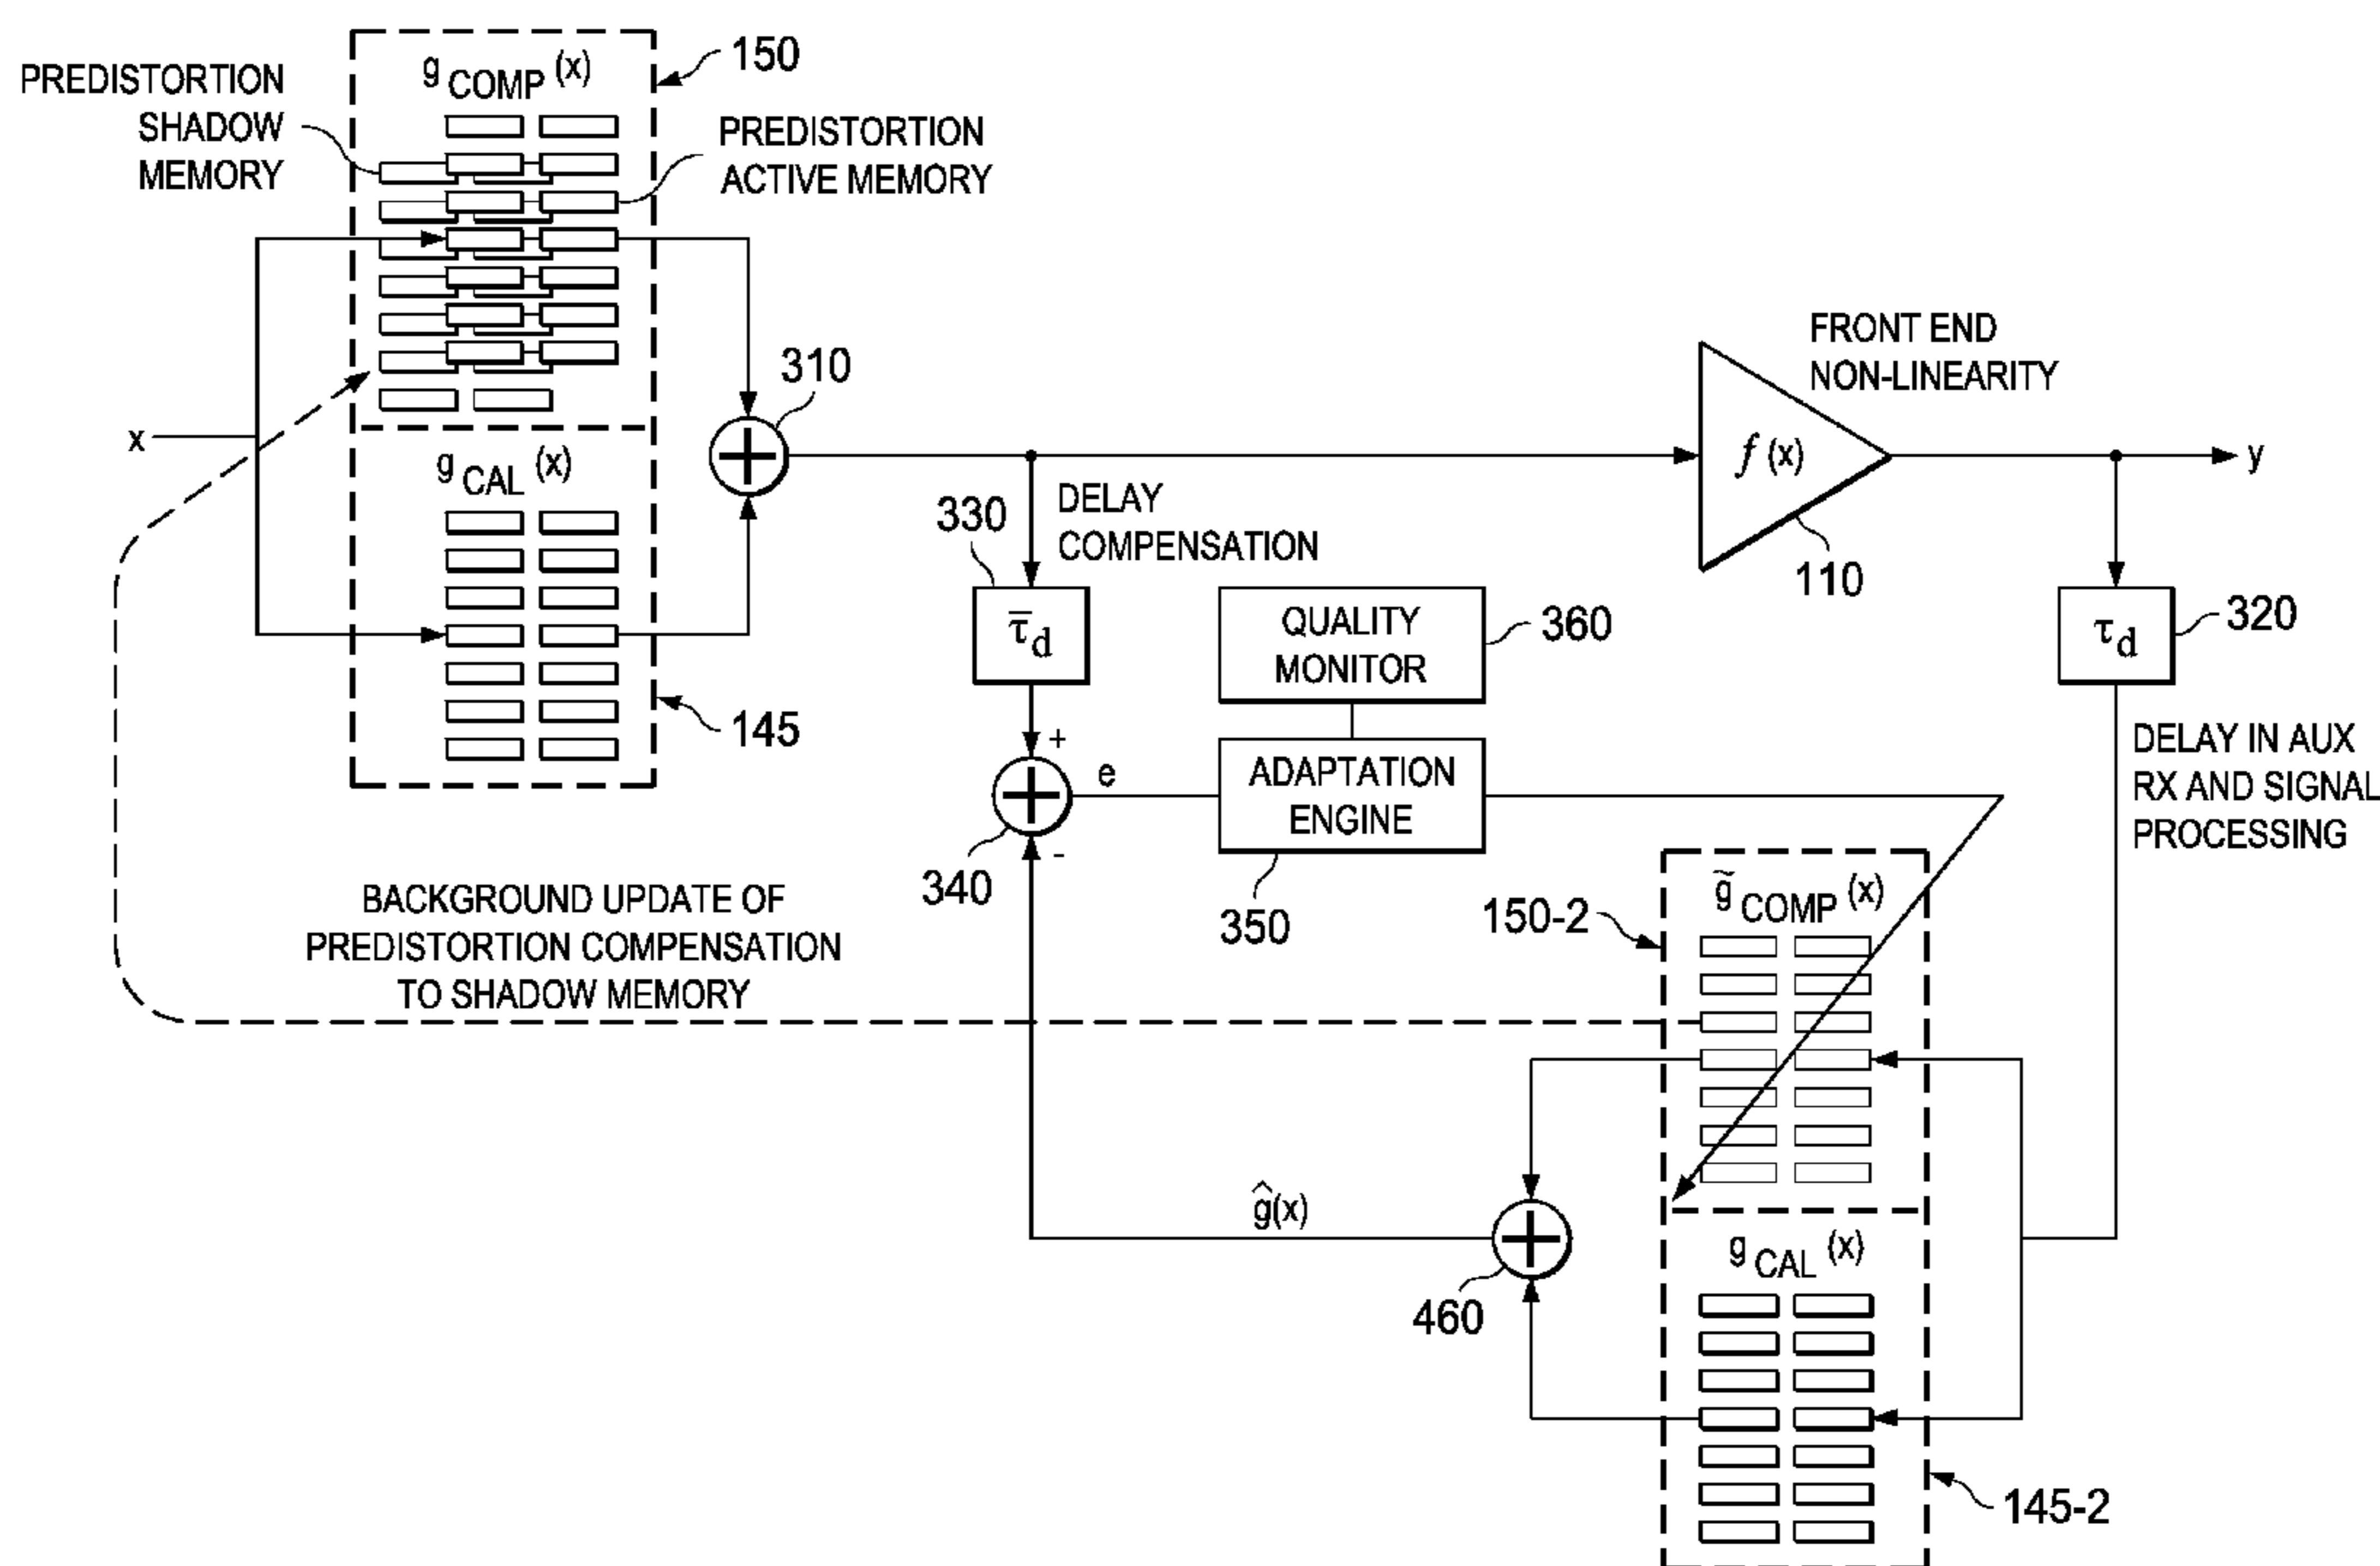 PREDISTORTION
SHADOW
MEMORY
g COMP (x)
150
PREDISTORTION
ACTIVE MEMORY
x
g CAL (x)
145
310
FRONT END
NON-LINEARITY
f (x)
110
y
330
DELAY
COMPENSATION
τ̅d
QUALITY
MONITOR
360
τd
320
DELAY IN AUX
RX AND SIGNAL
PROCESSING
+
e
-
340
ADAPTATION
ENGINE
350
BACKGROUND UPDATE OF
PREDISTORTION COMPENSATION
TO SHADOW MEMORY
150-2
g̃ COMP (x)
ĝ(x)
460
g CAL (x)
145-2